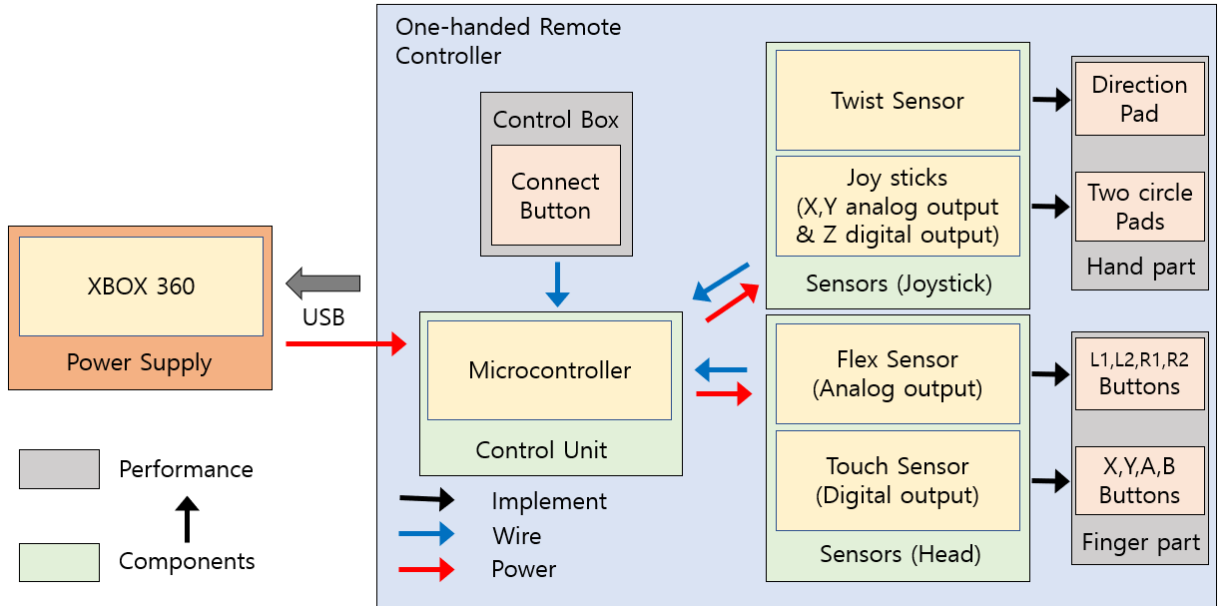 One-handed Remote
Controller
Control Box
Connect
Button
Twist Sensor
Joy sticks
(X,Y analog output
& Z digital output)
Sensors (Joystick)
Direction
Pad
Two circle
Pads
Hand part
XBOX 360
Power Supply
USB
Microcontroller
Control Unit
Flex Sensor
(Analog output)
Touch Sensor
(Digital output)
Sensors (Head)
L1,L2,R1,R2
Buttons
X,Y,A,B
Buttons
Finger part
Performance
Components
Implement
Wire
Power